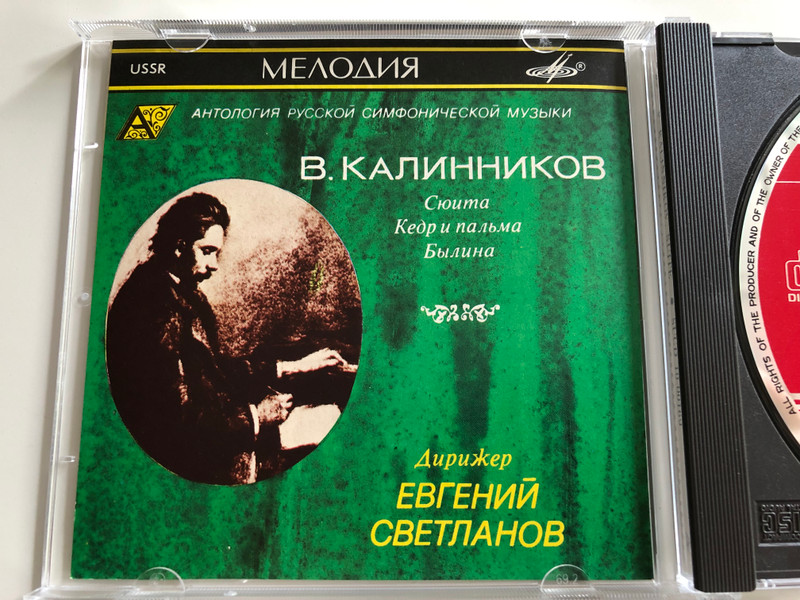 USSR
МЕЛОДИЯ
®
А
АНТОЛОГИЯ РУССКОЙ СИМФОНИЧЕСКОЙ МУЗЫКИ
В. КАЛИННИКОВ
Сюита
Кедр и пальма
Былина
Дирижер
ЕВГЕНИЙ
СВЕТЛАНОВ
ALL RIGHTS OF THE PRODUCER AND OF THE OWNER OF THE